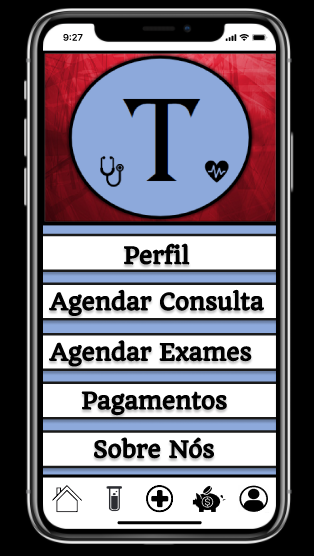 9:27
T
Perfil
Agendar Consulta
Agendar Exames
Pagamentos
Sobre Nós